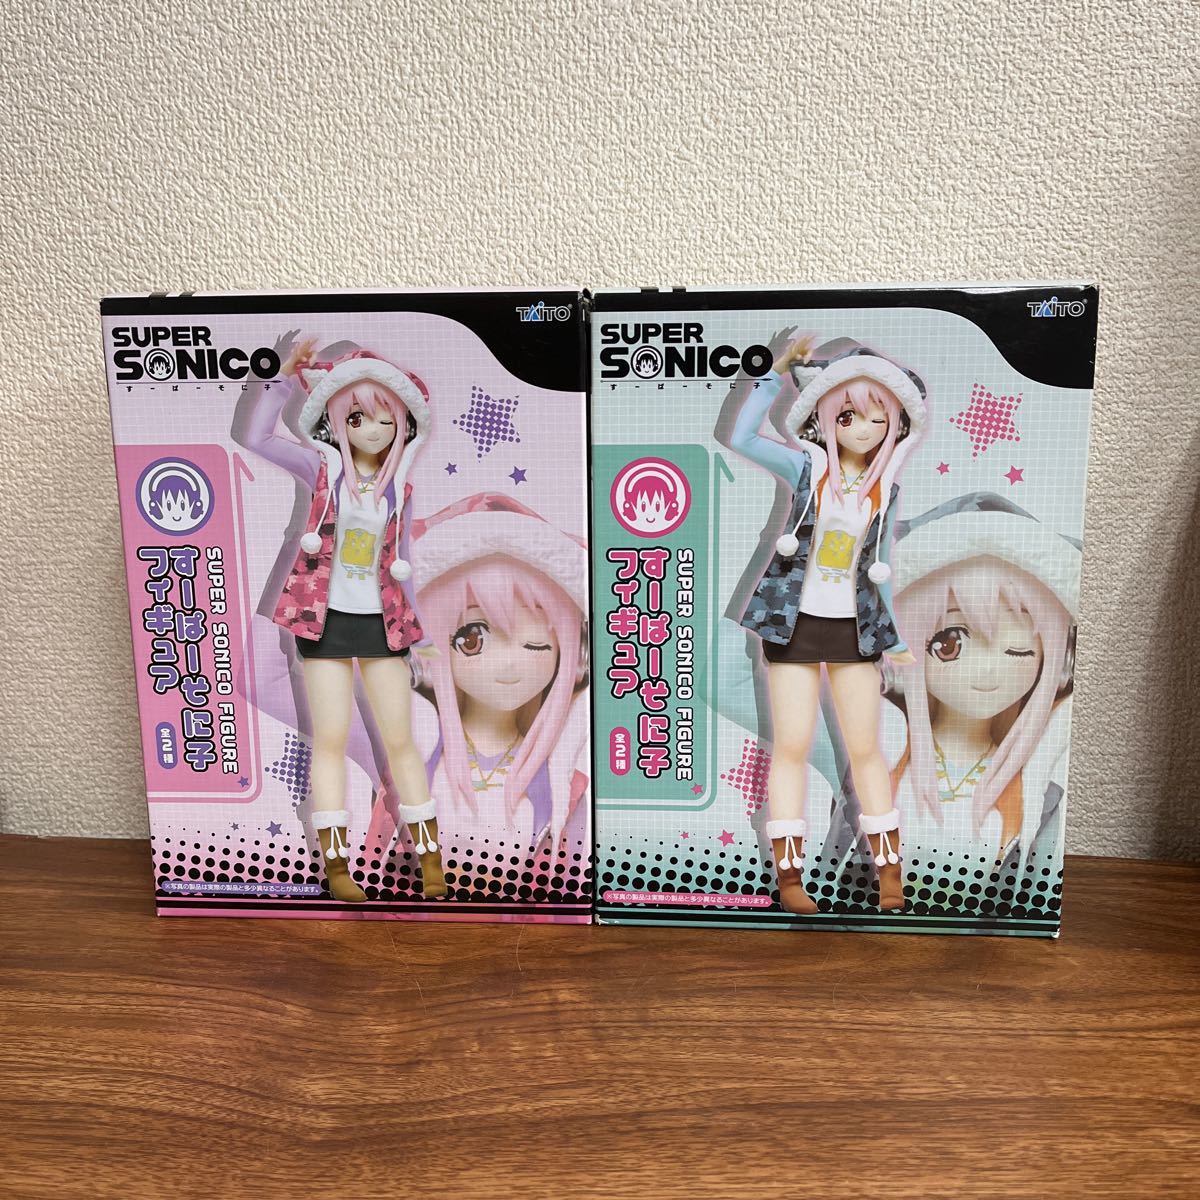 TAITO
SUPER
SONICO
すーぱーそに子
SUPER SONICO FIGURE
すーぱーそに子
フィギュア
全2種
※写真の製品は実際の製品と多少異なることがあります。
TAITO
SUPER
SONICO
すーぱーそに子
SUPER SONICO FIGURE
すーぱーそに子
フィギュア
全2種
※写真の製品は実際の製品と多少異なることがあります。